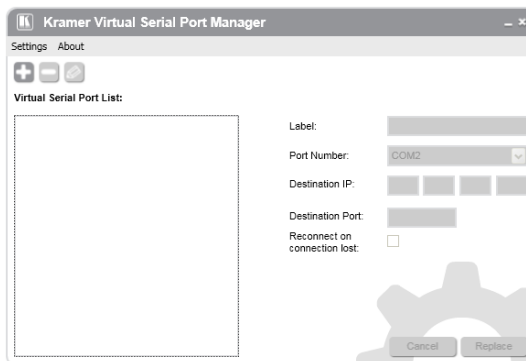 Kramer Virtual Serial Port Manager
Settings About
Virtual Serial Port List:
Label:
Port Number: COM2
Destination IP:
Destination Port:
Reconnect on
connection lost:
Cancel Replace